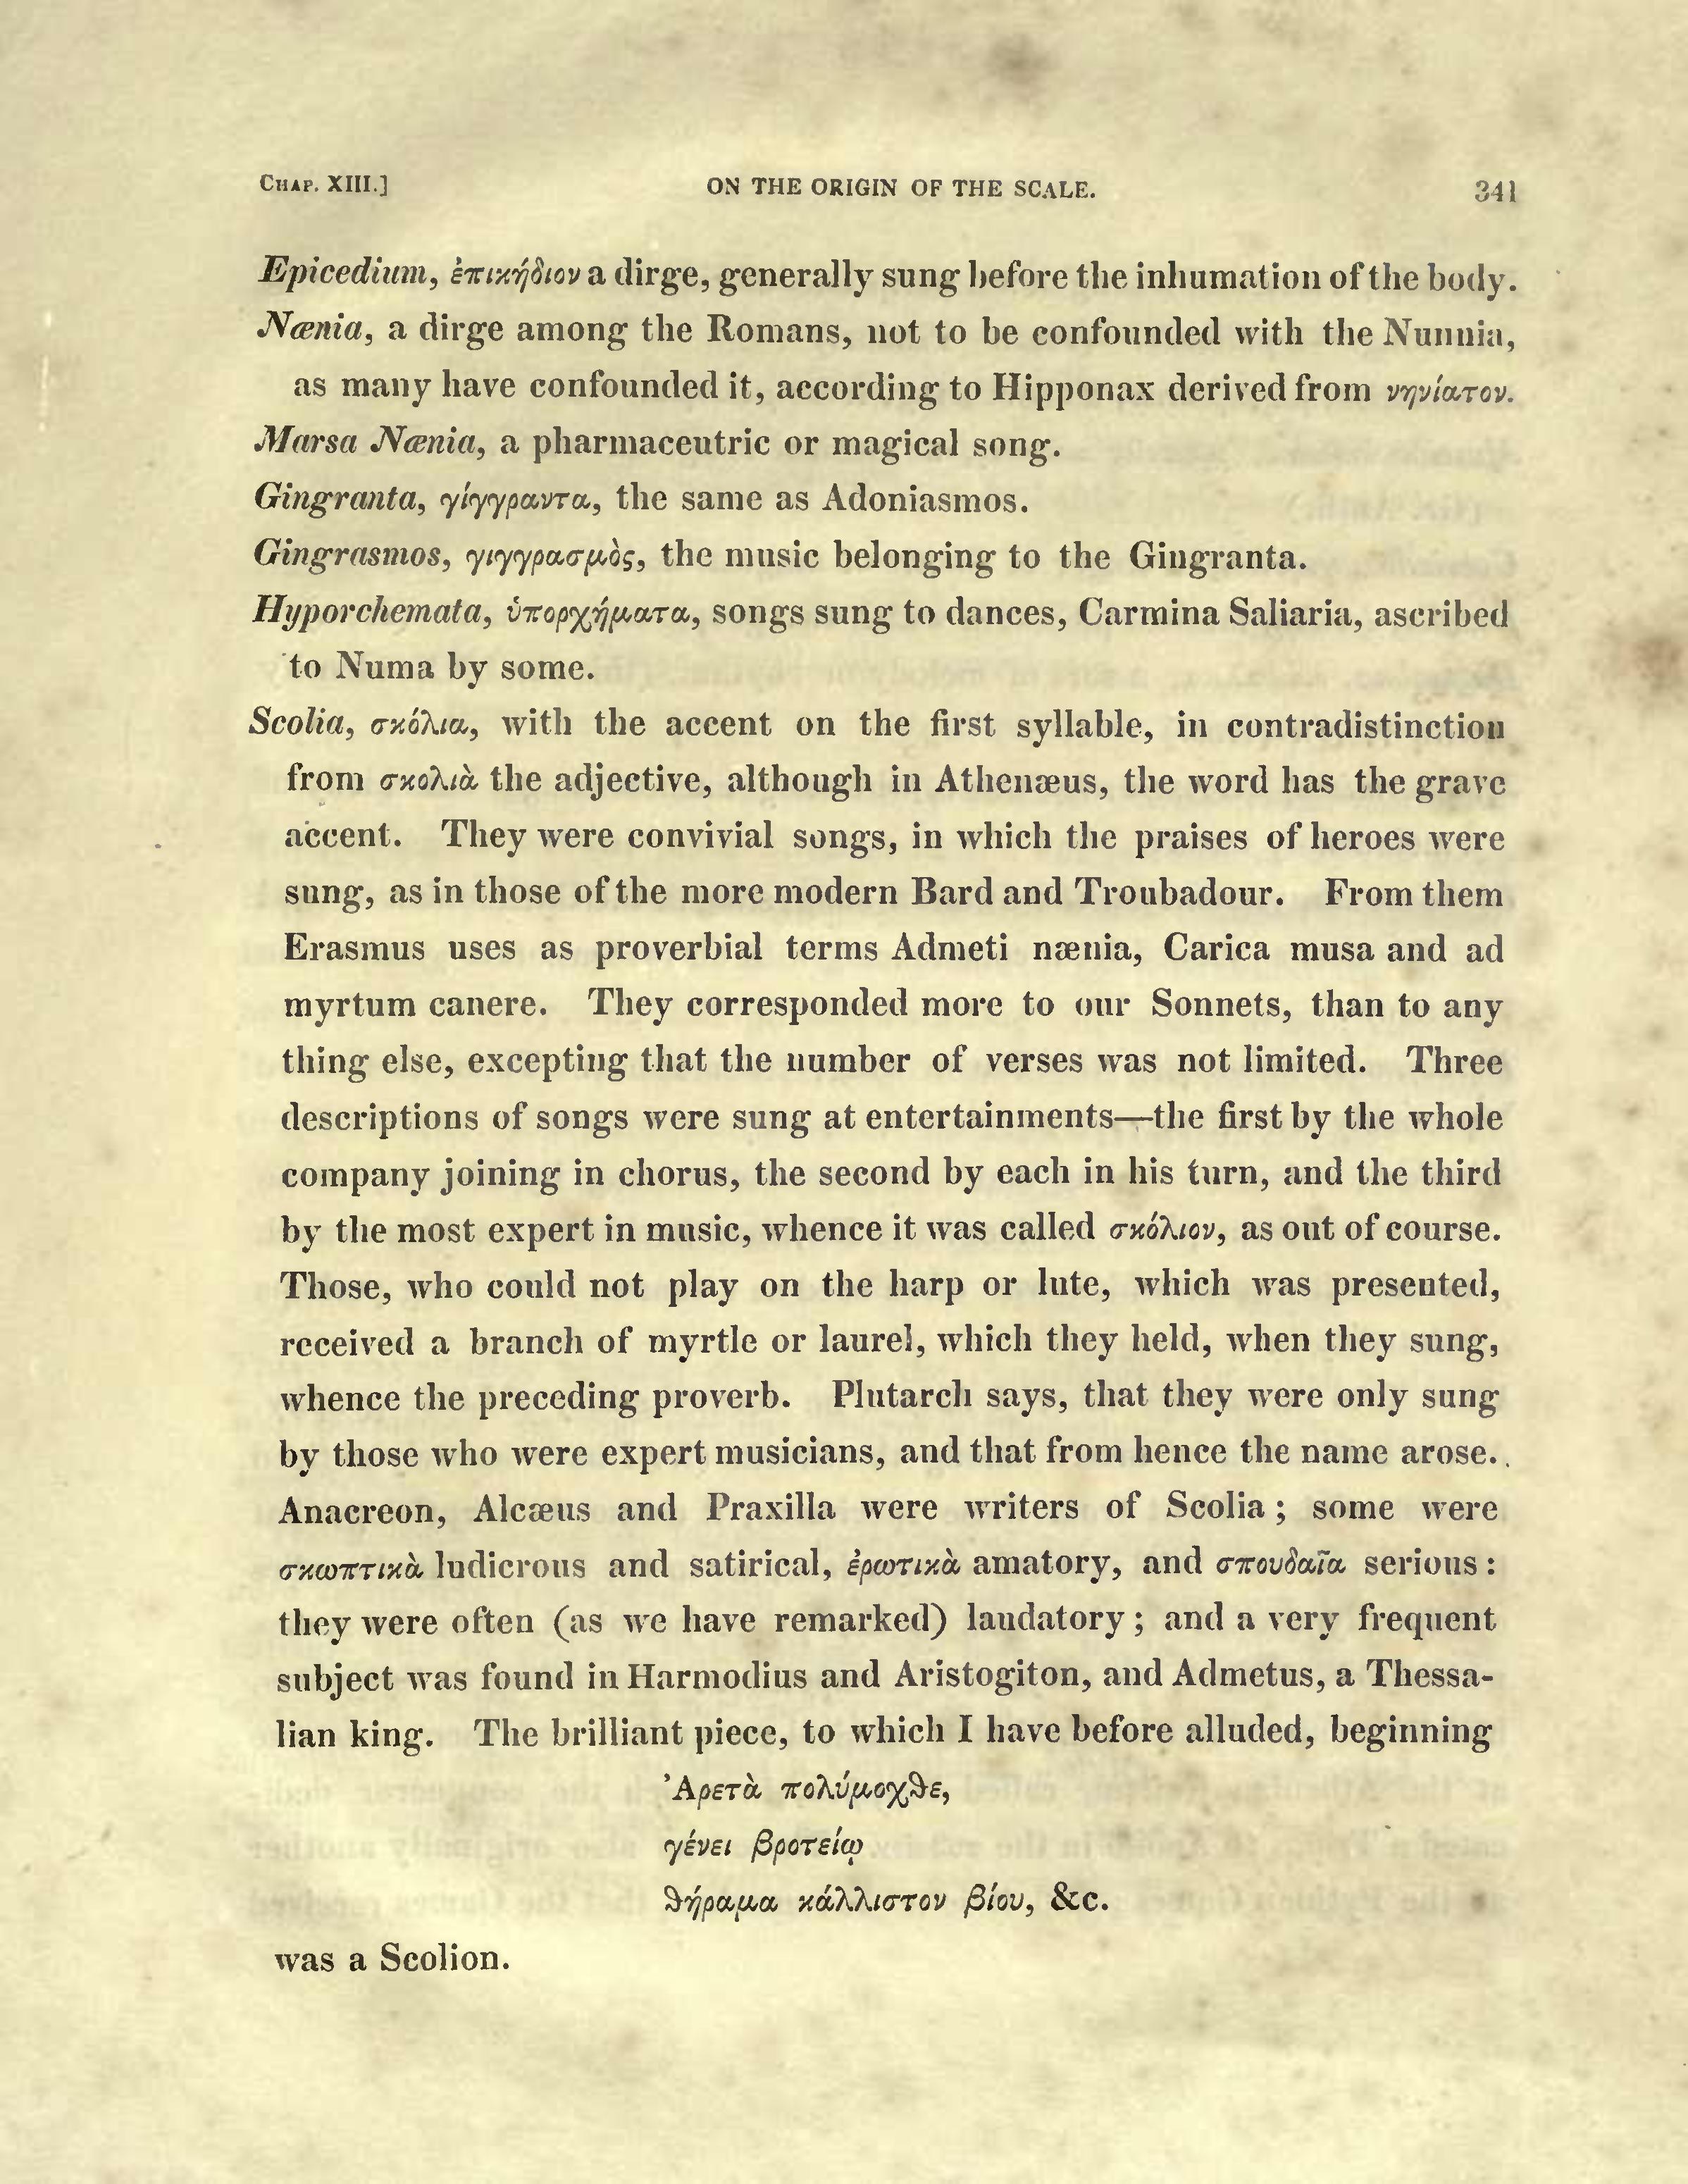 CHAP. XIII.] ON THE ORIGIN OF THE SCALE. 341
Epicedium, ἐπικήδιον a dirge, generally sung before the inhumation of the body.
Nænia, a dirge among the Romans, not to be confounded with the Nunnia,
as many have confounded it, according to Hipponax derived from νηνίατον.
Marsa Nænia, a pharmaceutric or magical song.
Gingranta, γίγγραντα, the same as Adoniasmos.
Gingrasmos, γιγγρασμὸς, the music belonging to the Gingranta.
Hyporchemata, ὑπορχήματα, songs sung to dances, Carmina Saliaria, ascribed
to Numa by some.
Scolia, σκόλια, with the accent on the first syllable, in contradistinction
from σκολιὰ the adjective, although in Athenæus, the word has the grave
accent. They were convivial songs, in which the praises of heroes were
sung, as in those of the more modern Bard and Troubadour. From them
Erasmus uses as proverbial terms Admeti nænia, Carica musa and ad
myrtum canere. They corresponded more to our Sonnets, than to any
thing else, excepting that the number of verses was not limited. Three
descriptions of songs were sung at entertainments—the first by the whole
company joining in chorus, the second by each in his turn, and the third
by the most expert in music, whence it was called σκόλιον, as out of course.
Those, who could not play on the harp or lute, which was presented,
received a branch of myrtle or laurel, which they held, when they sung,
whence the preceding proverb. Plutarch says, that they were only sung
by those who were expert musicians, and that from hence the name arose.
Anacreon, Alcæus and Praxilla were writers of Scolia; some were
σκωπτικὰ ludicrous and satirical, ἐρωτικὰ amatory, and σπουδαῖα serious:
they were often (as we have remarked) laudatory; and a very frequent
subject was found in Harmodius and Aristogiton, and Admetus, a Thessa-
lian king. The brilliant piece, to which I have before alluded, beginning
Ἀρετὰ πολύμοχϑε,
γένει βροτείῳ
ϑήραμα κάλλιστον βίου, &c.
was a Scolion.